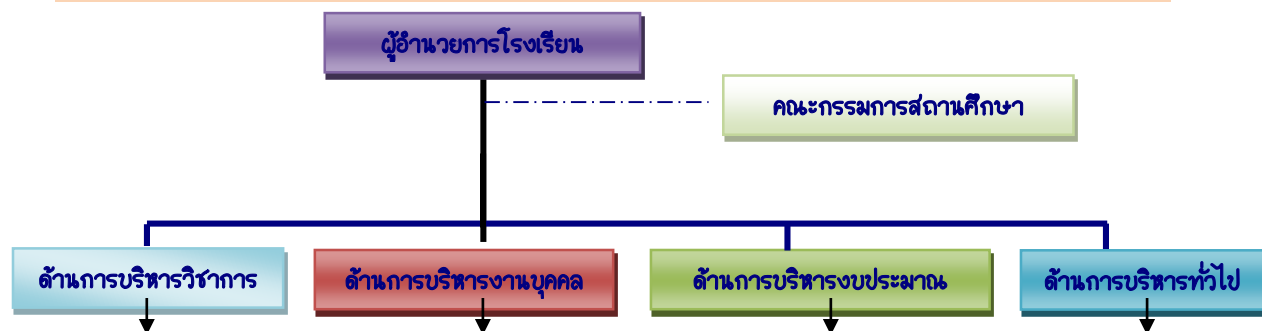 ผู้อำนวยการโรงเรียน
คณะกรรมการสถานศึกษา
ด้านการบริหารวิชาการ
ด้านการบริหารงานบุคคล
ด้านการบริหารงบประมาณ
ด้านการบริหารทั่วไป